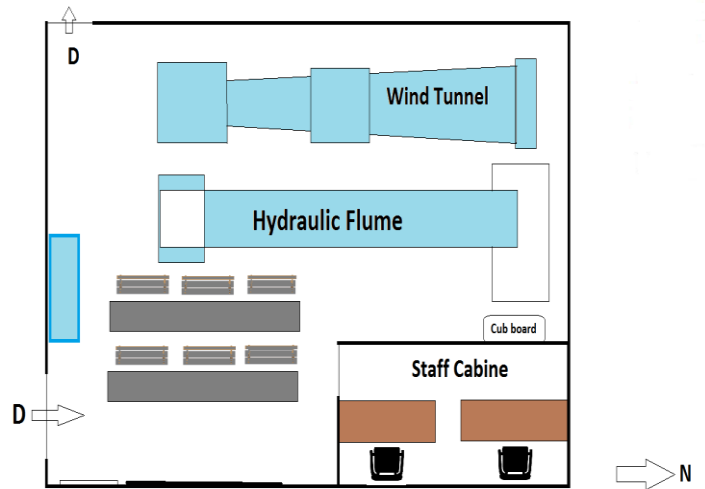 D
Wind Tunnel
Hydraulic Flume
Cub board
Staff Cabine
D
N